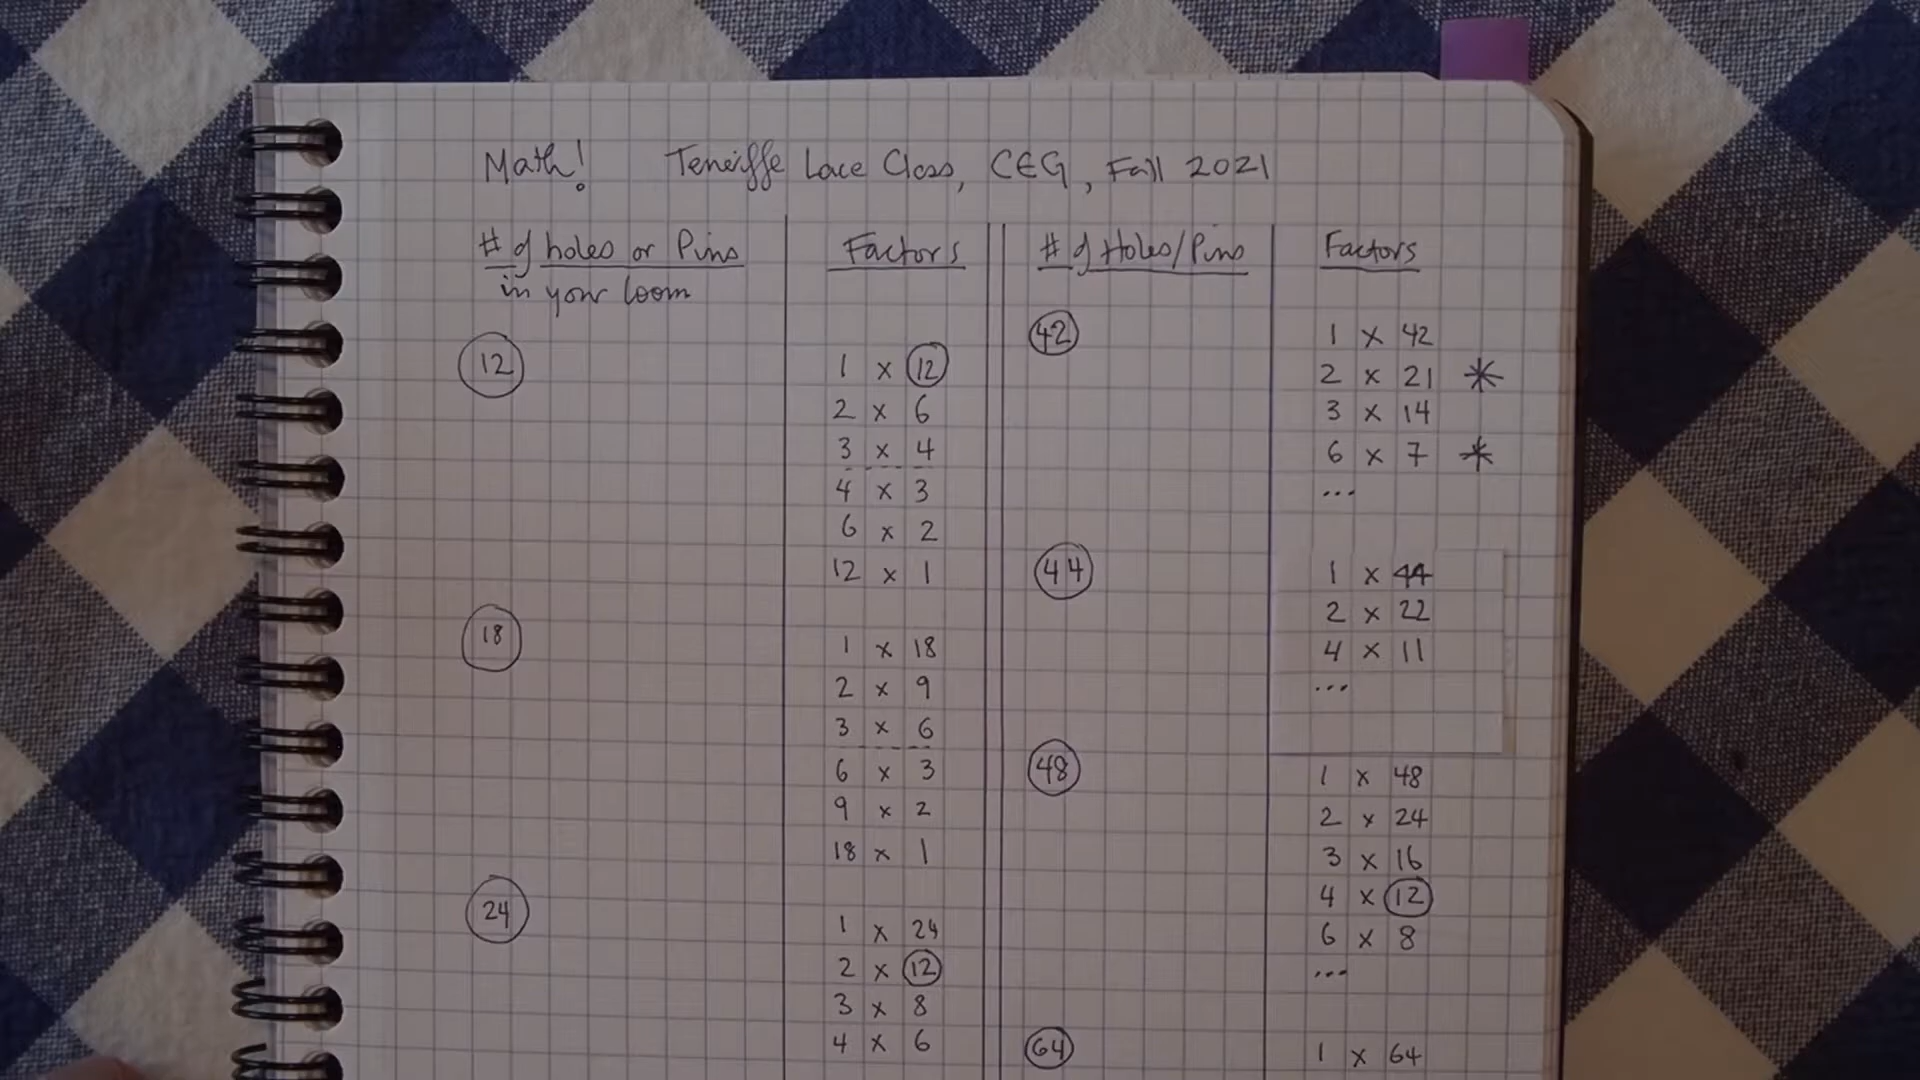 Math! Teneriffe Lace Class, CEG, Fall 2021
# of holes or Pins
in your loom
Factors
12
1 x 12
2 x 6
3 x 4
4 x 3
6 x 2
12 x 1
18
1 x 18
2 x 9
3 x 6
6 x 3
9 x 2
18 x 1
24
1 x 24
2 x 12
3 x 8
4 x 6
# of Holes/Pins
Factors
42
1 x 42
2 x 21 *
3 x 14
6 x 7 *
...
44
1 x 44
2 x 22
4 x 11
...
48
1 x 48
2 x 24
3 x 16
4 x 12
6 x 8
...
64
1 x 64